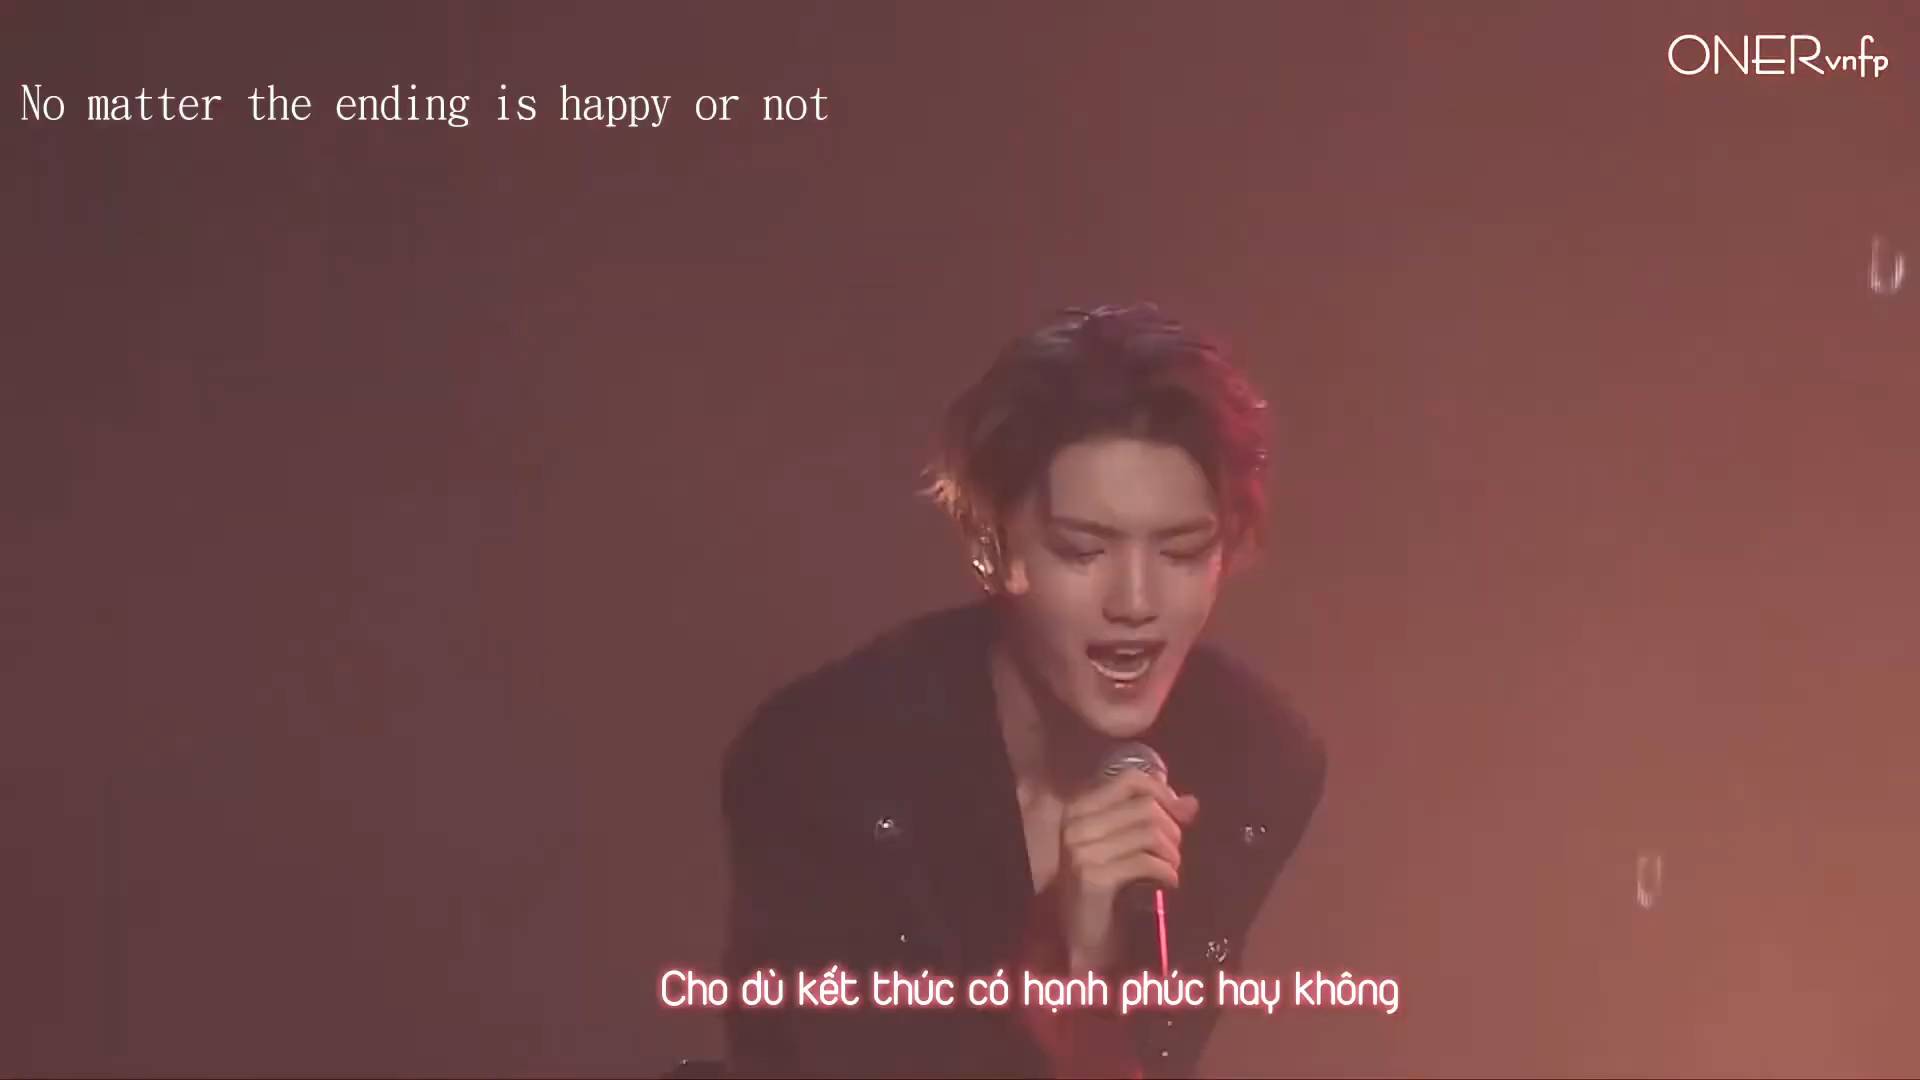 ONERvnfp
No matter the ending is happy or not
Cho dù kết thúc có hạnh phúc hay không